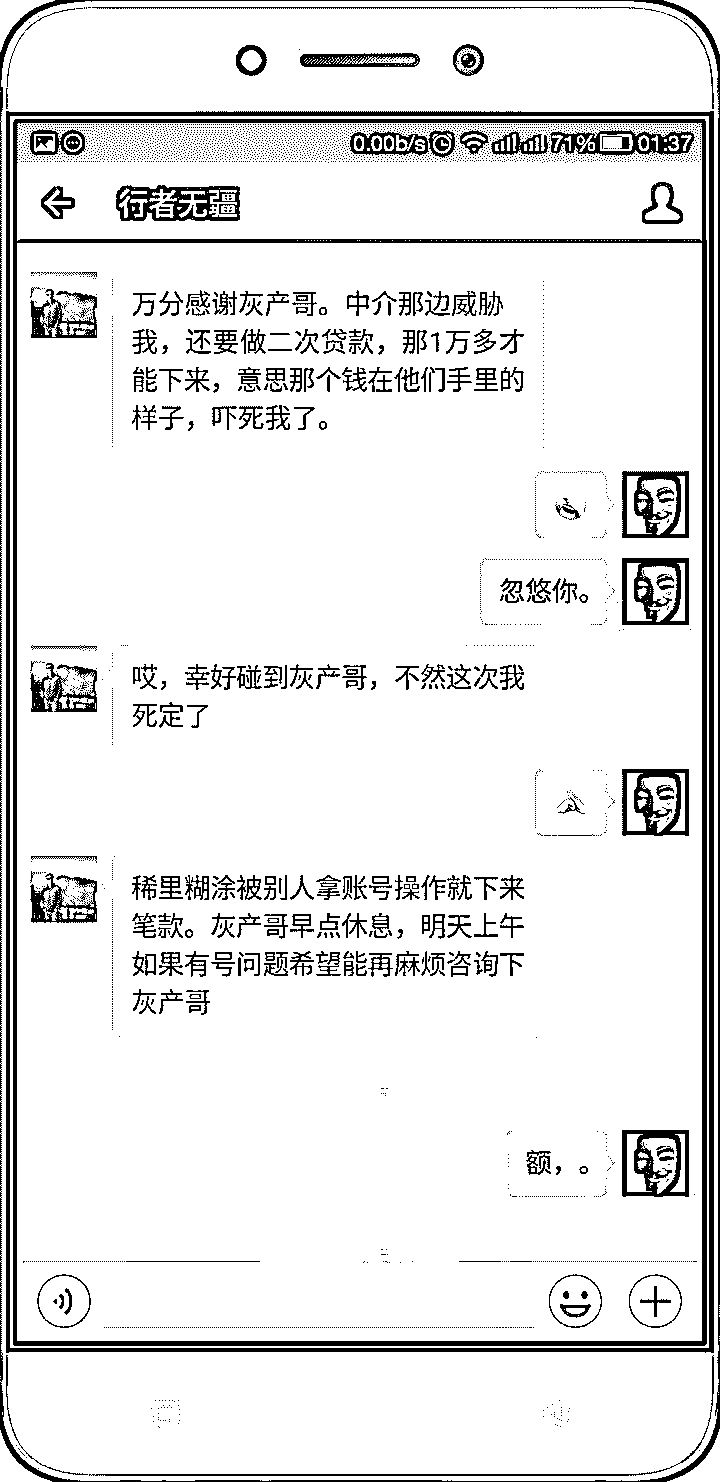 0.00b/s 71% 01:37
行者无疆
万分感谢灰产哥。中介那边威胁
我，还要做二次贷款，那1万多才
能下来，意思那个钱在他们手里的
样子，吓死我了。
忽悠你。
哎，幸好碰到灰产哥，不然这次我
死定了
稀里糊涂被别人拿账号操作就下来
笔款。灰产哥早点休息，明天上午
如果有号问题希望能再麻烦咨询下
灰产哥
额，。